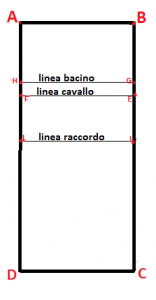 A B
H linea bacino G
linea cavallo
F E
I linea raccordo L
D C